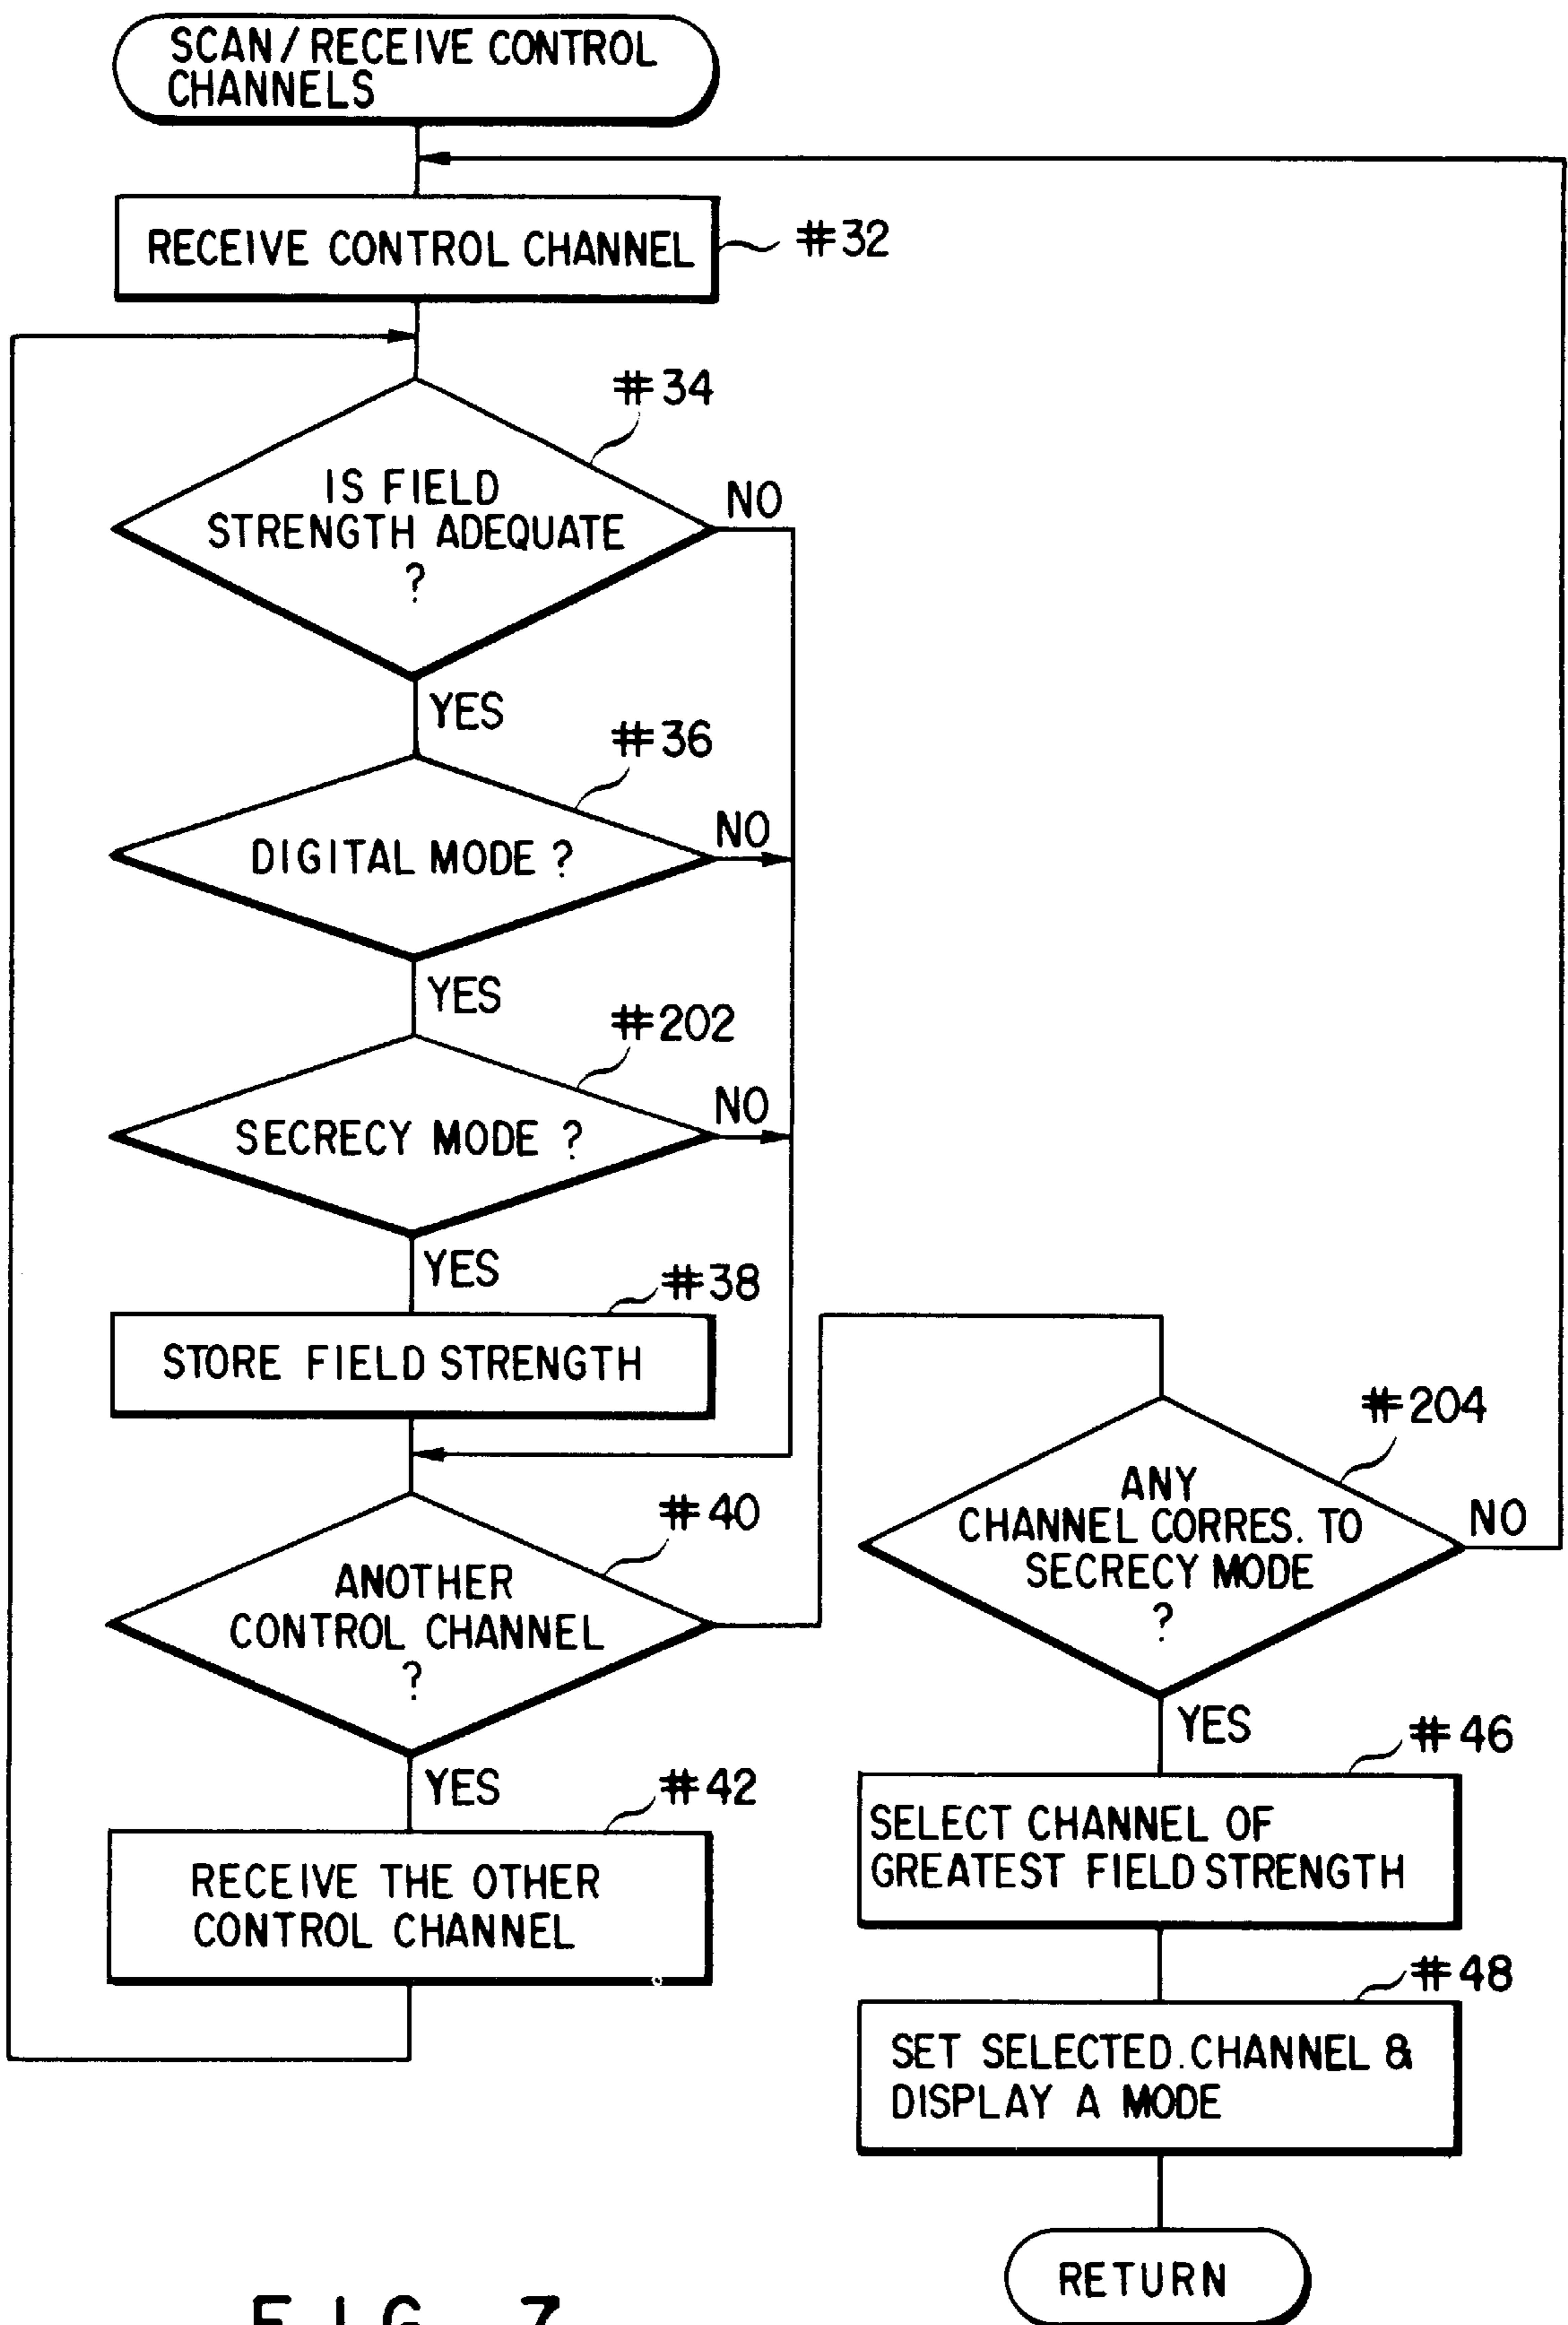 SCAN / RECEIVE CONTROL
CHANNELS
RECEIVE CONTROL CHANNEL
#32
#34
IS FIELD
STRENGTH ADEQUATE
?
NO
YES
#36
DIGITAL MODE ?
NO
YES
#202
SECRECY MODE ?
NO
YES
#38
STORE FIELD STRENGTH
#40
ANOTHER
CONTROL CHANNEL
?
YES
#42
RECEIVE THE OTHER
CONTROL CHANNEL
#204
ANY
CHANNEL CORRES. TO
SECRECY MODE
?
NO
YES
#46
SELECT CHANNEL OF
GREATEST FIELD STRENGTH
#48
SET SELECTED.CHANNEL &
DISPLAY A MODE
RETURN
FIG. 7